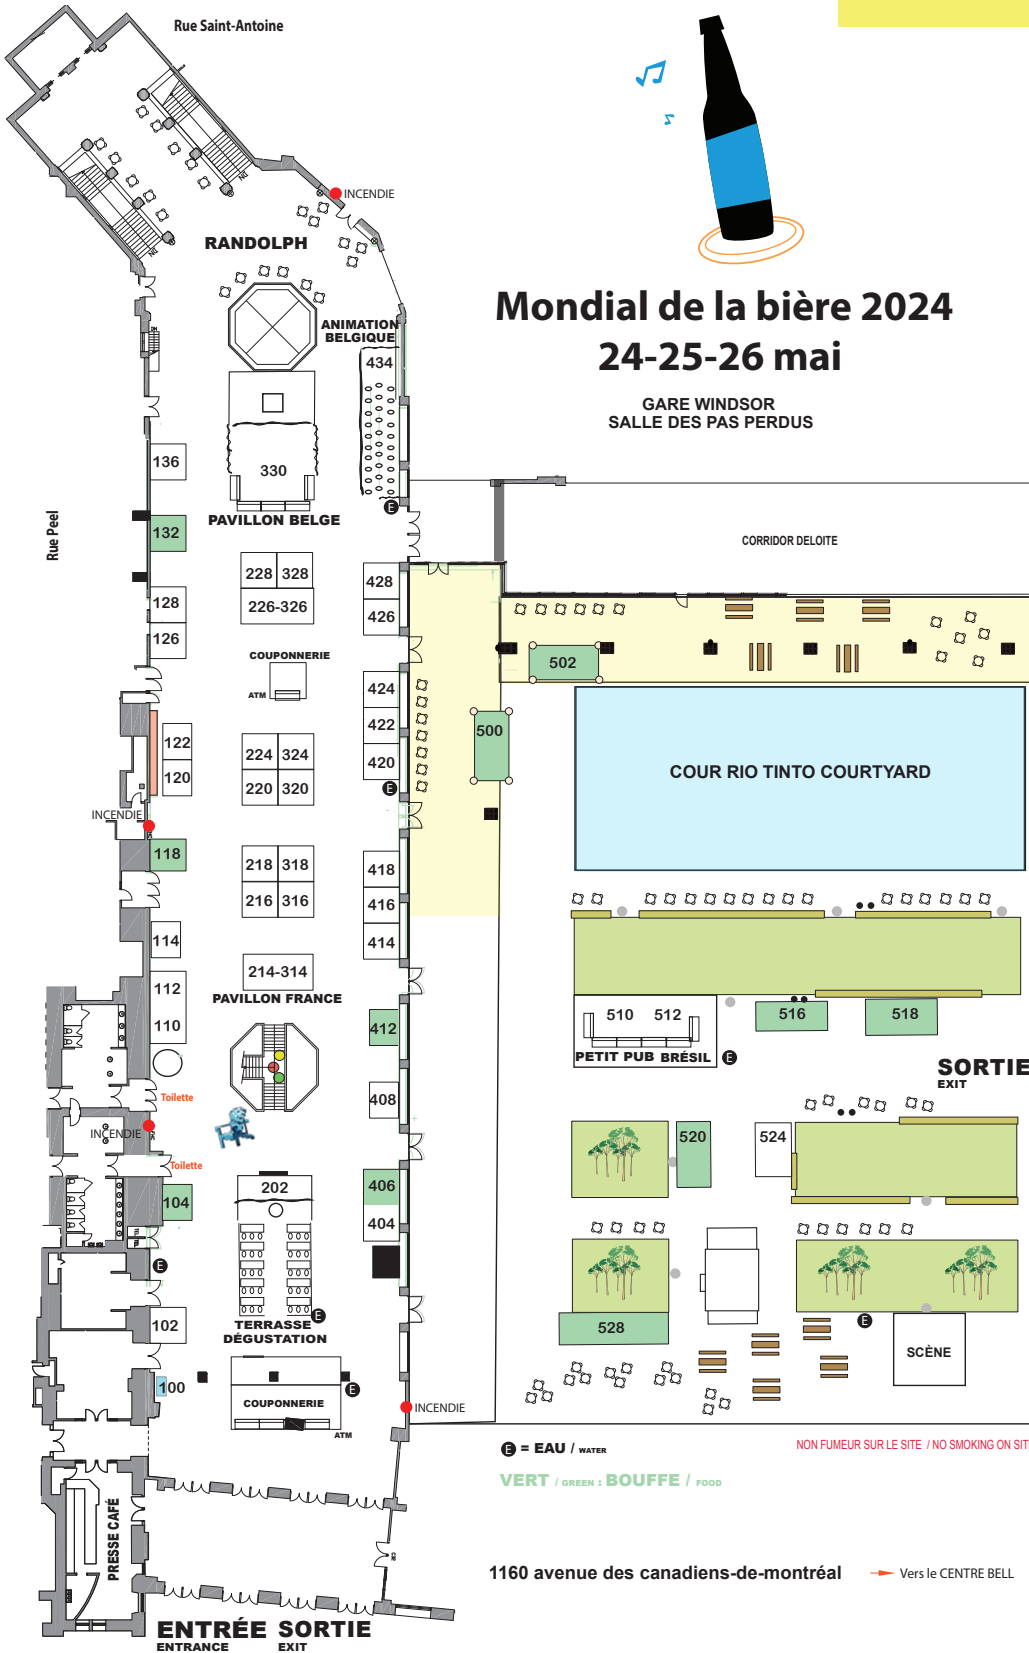 Rue Saint-Antoine
INCENDIE
RANDOLPH
Mondial de la bière 2024
24-25-26 mai
GARE WINDSOR
SALLE DES PAS PERDUS
ANIMATION
BELGIQUE
434
136
330
PAVILLON BELGE
E
Rue Peel
132
CORRIDOR DELOITE
228 328
428
128
226-326
426
126
COUPONNERIE
ATM
502
424
422
500
122
224 324
420
120
220 320
E
COUR RIO TINTO COURTYARD
INCENDIE
118
218 318
418
216 316
416
114
414
214-314
PAVILLON FRANCE
112
110
412
510 512
PETIT PUB BRÉSIL
E
516
518
SORTIE
EXIT
Toilette
408
INCENDIE
520
524
Toilette
202
406
104
404
E
E
TERRASSE
DÉGUSTATION
102
528
E
SCÈNE
100
E
COUPONNERIE
ATM
INCENDIE
E = EAU / WATER
NON FUMEUR SUR LE SITE / NO SMOKING ON SIT
VERT / GREEN : BOUFFE / FOOD
PRESSE CAFÉ
1160 avenue des canadiens-de-montréal
Vers le CENTRE BELL
ENTRÉE SORTIE
ENTRANCE EXIT